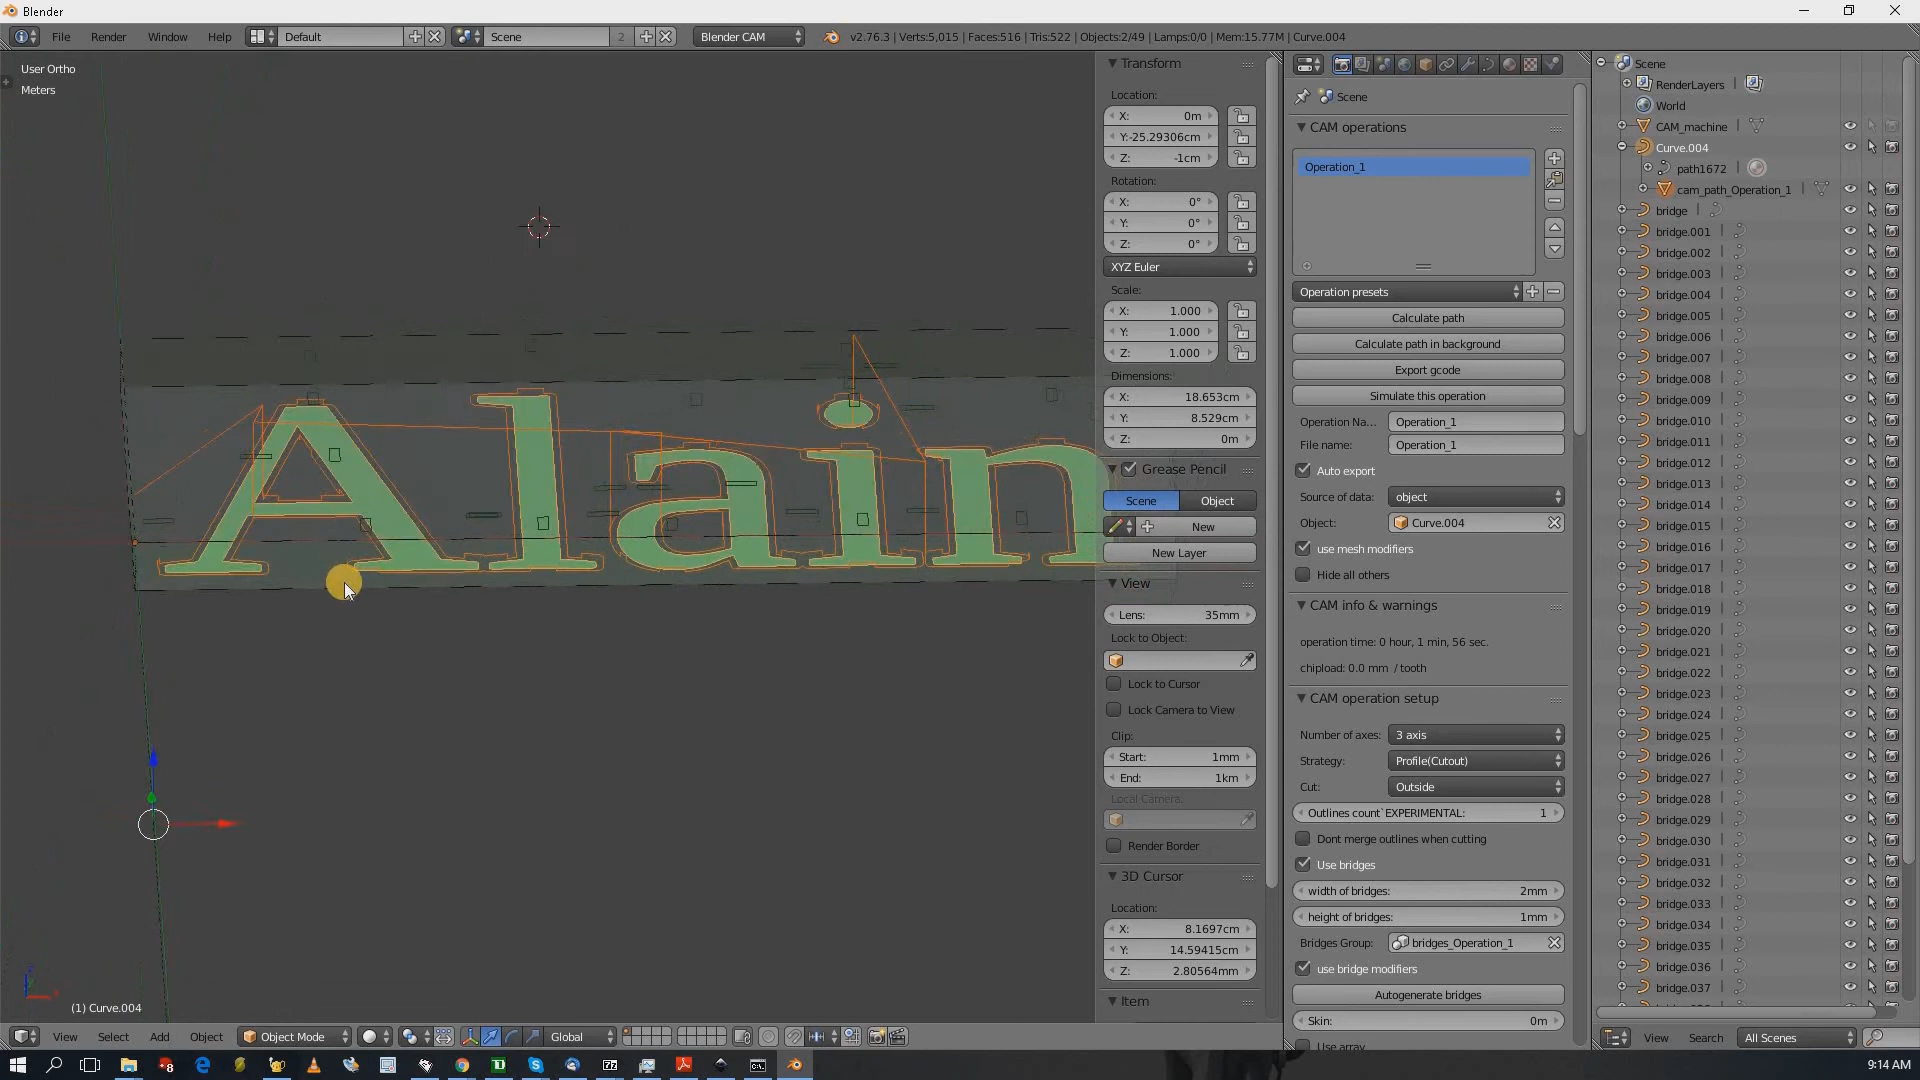 Blender
File Render Window Help Default Scene 2 Blender CAM v2.76.3 | Verts:5,015 | Faces:516 | Tris:522 | Objects:2/49 | Lamps:0/0 | Mem:15.77M | Curve.004
User Ortho
Meters
Alain
(1) Curve.004
View Select Add Object Object Mode Global
Transform
Location:
X: 0m
Y:-25.29306cm
Z: -1cm
Rotation:
X: 0°
Y: 0°
Z: 0°
XYZ Euler
Scale:
X: 1.000
Y: 1.000
Z: 1.000
Dimensions:
X: 18.653cm
Y: 8.529cm
Z: 0m
Grease Pencil
Scene Object
New
New Layer
View
Lens: 35mm
Lock to Object:
Lock to Cursor
Lock Camera to View
Clip:
Start: 1mm
End: 1km
Local Camera:
Render Border
3D Cursor
Location:
X: 8.1697cm
Y: 14.59415cm
Z: 2.80564mm
Item
Scene
CAM operations
Operation_1
Operation presets
Calculate path
Calculate path in background
Export gcode
Simulate this operation
Operation Na... Operation_1
File name: Operation_1
Auto export
Source of data: object
Object: Curve.004
use mesh modifiers
Hide all others
CAM info & warnings
operation time: 0 hour, 1 min, 56 sec.
chipload: 0.0 mm / tooth
CAM operation setup
Number of axes: 3 axis
Strategy: Profile(Cutout)
Cut: Outside
Outlines count`EXPERIMENTAL: 1
Dont merge outlines when cutting
Use bridges
width of bridges: 2mm
height of bridges: 1mm
Bridges Group: bridges_Operation_1
use bridge modifiers
Autogenerate bridges
Skin: 0m
Use array
Scene
RenderLayers
World
CAM_machine
Curve.004
path1672
cam_path_Operation_1
bridge
bridge.001
bridge.002
bridge.003
bridge.004
bridge.005
bridge.006
bridge.007
bridge.008
bridge.009
bridge.010
bridge.011
bridge.012
bridge.013
bridge.014
bridge.015
bridge.016
bridge.017
bridge.018
bridge.019
bridge.020
bridge.021
bridge.022
bridge.023
bridge.024
bridge.025
bridge.026
bridge.027
bridge.028
bridge.029
bridge.030
bridge.031
bridge.032
bridge.033
bridge.034
bridge.035
bridge.036
bridge.037
View Search All Scenes
9:14 AM